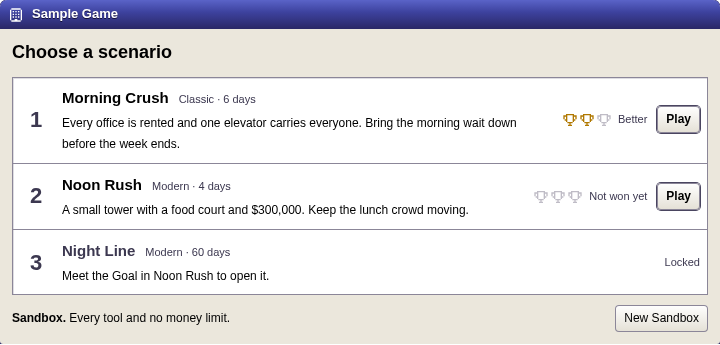 Sample Game
Choose a scenario
1
Morning Crush Classic · 6 days
Every office is rented and one elevator carries everyone. Bring the morning wait down
before the week ends.
Better
Play
2
Noon Rush Modern · 4 days
A small tower with a food court and $300,000. Keep the lunch crowd moving.
Not won yet
Play
3
Night Line Modern · 60 days
Meet the Goal in Noon Rush to open it.
Locked
Sandbox. Every tool and no money limit.
New Sandbox